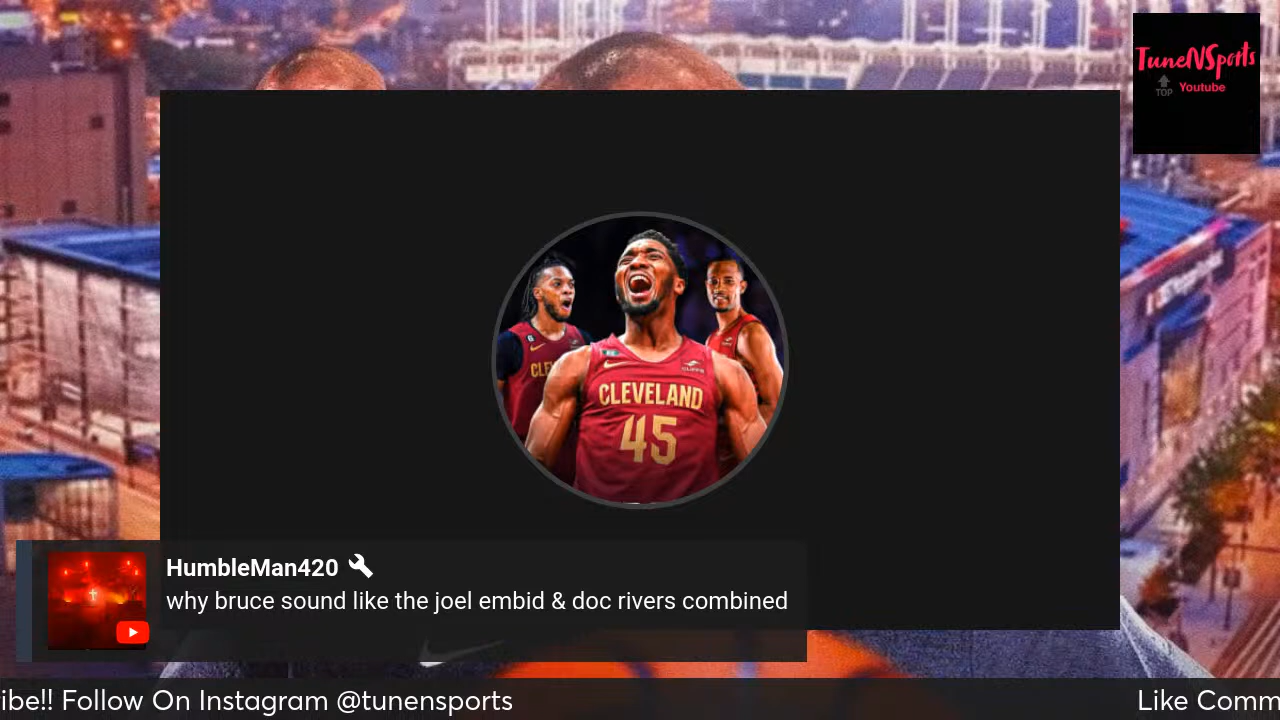 TuneNSports
TOP
Youtube
CLE
CLEVELAND
45
HumbleMan420
why bruce sound like the joel embid & doc rivers combined
ibe!! Follow On Instagram @tunensports
Like Comm